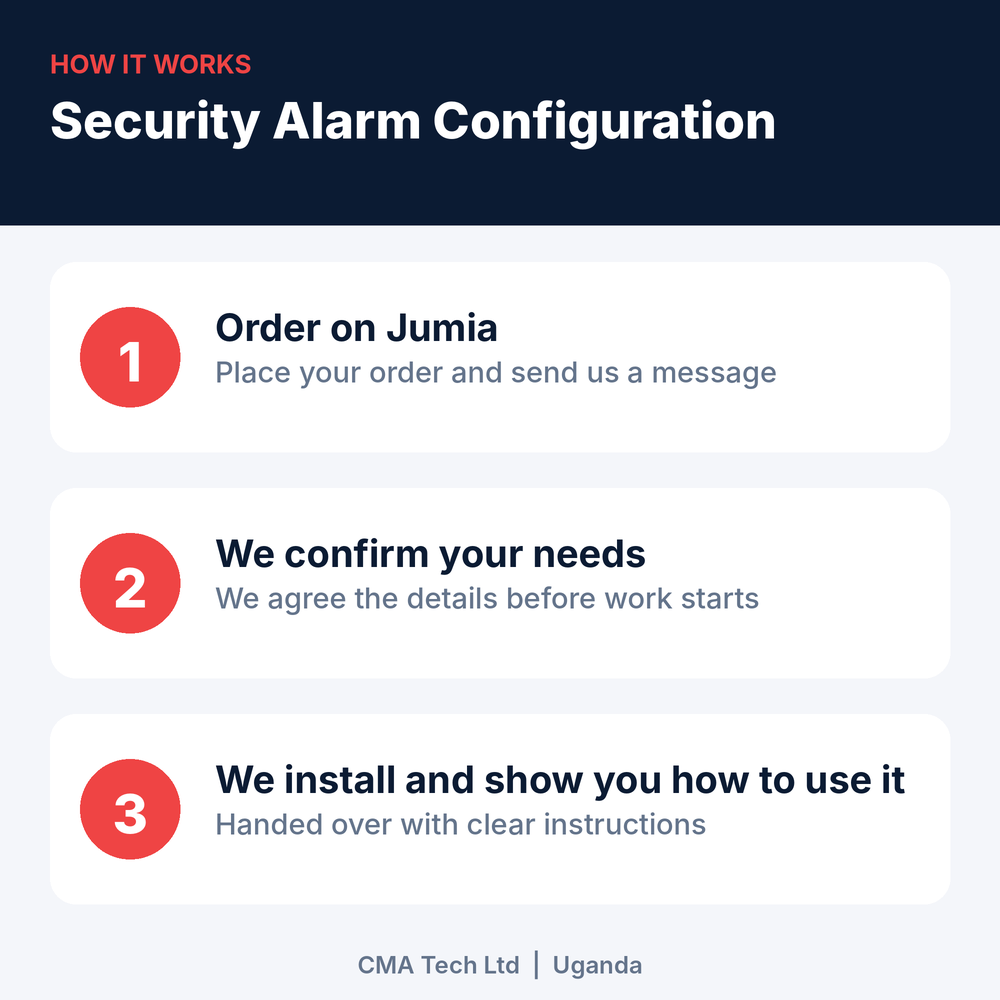 HOW IT WORKS
Security Alarm Configuration
1
Order on Jumia
Place your order and send us a message
2
We confirm your needs
We agree the details before work starts
3
We install and show you how to use it
Handed over with clear instructions
CMA Tech Ltd | Uganda